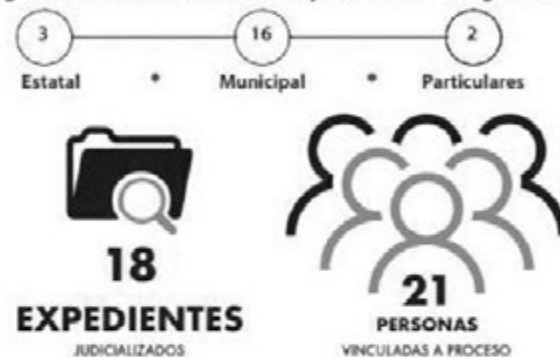 3 16 2
Estatal * Municipal * Particulares
18
EXPEDIENTES
JUDICIALIZADOS
21
PERSONAS
VINCULADAS A PROCESO